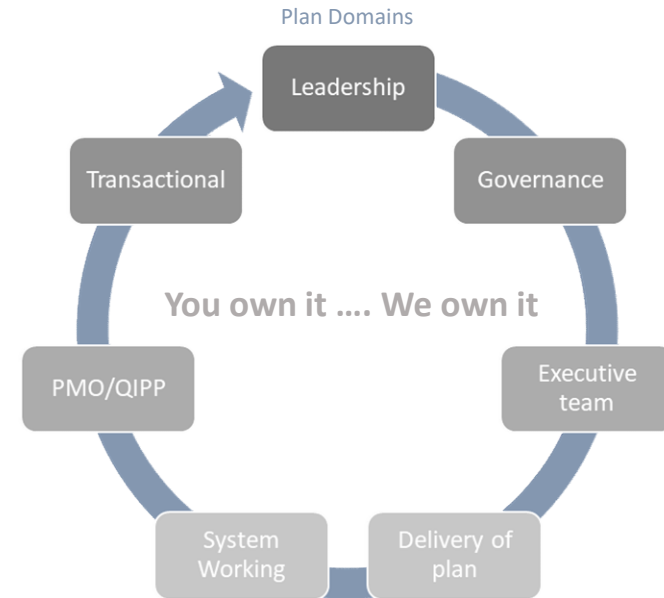 Plan Domains
Leadership
Governance
Executive
team
Delivery of
plan
System
Working
PMO/QIPP
Transactional
You own it .... We own it